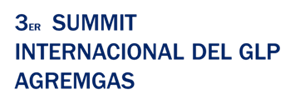 3ER SUMMIT
INTERNACIONAL DEL GLP
AGREMGAS